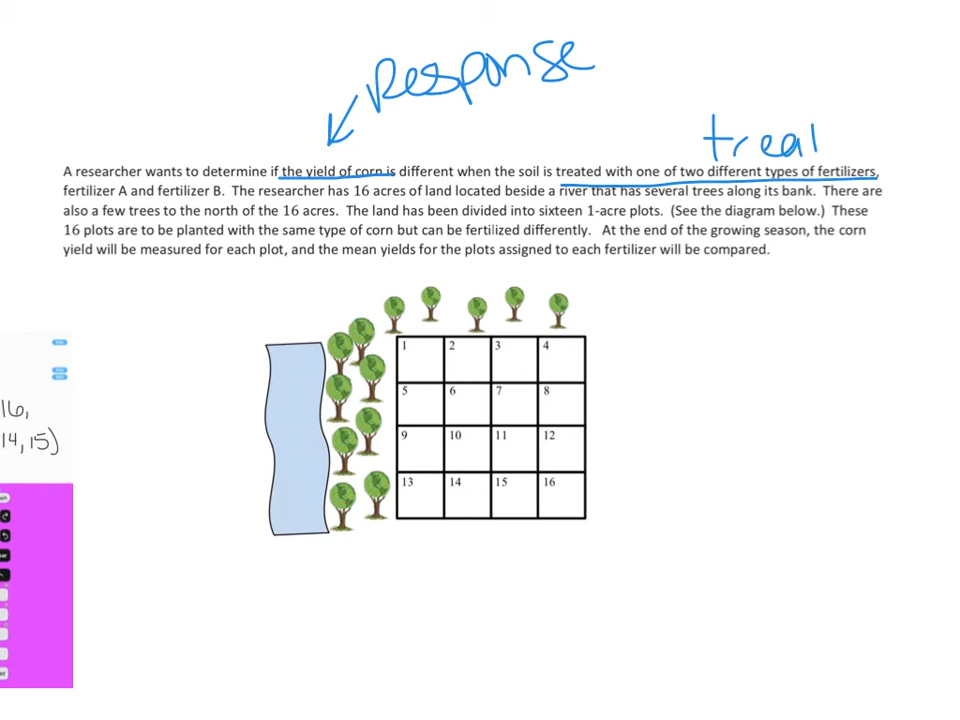 Response
treat
A researcher wants to determine if the yield of corn is different when the soil is treated with one of two different types of fertilizers,
fertilizer A and fertilizer B. The researcher has 16 acres of land located beside a river that has several trees along its bank. There are
also a few trees to the north of the 16 acres. The land has been divided into sixteen 1-acre plots. (See the diagram below.) These
16 plots are to be planted with the same type of corn but can be fertilized differently. At the end of the growing season, the corn
yield will be measured for each plot, and the mean yields for the plots assigned to each fertilizer will be compared.
1 2 3 4
5 6 7 8
16,
9 10 11 12
14, 15)
13 14 15 16